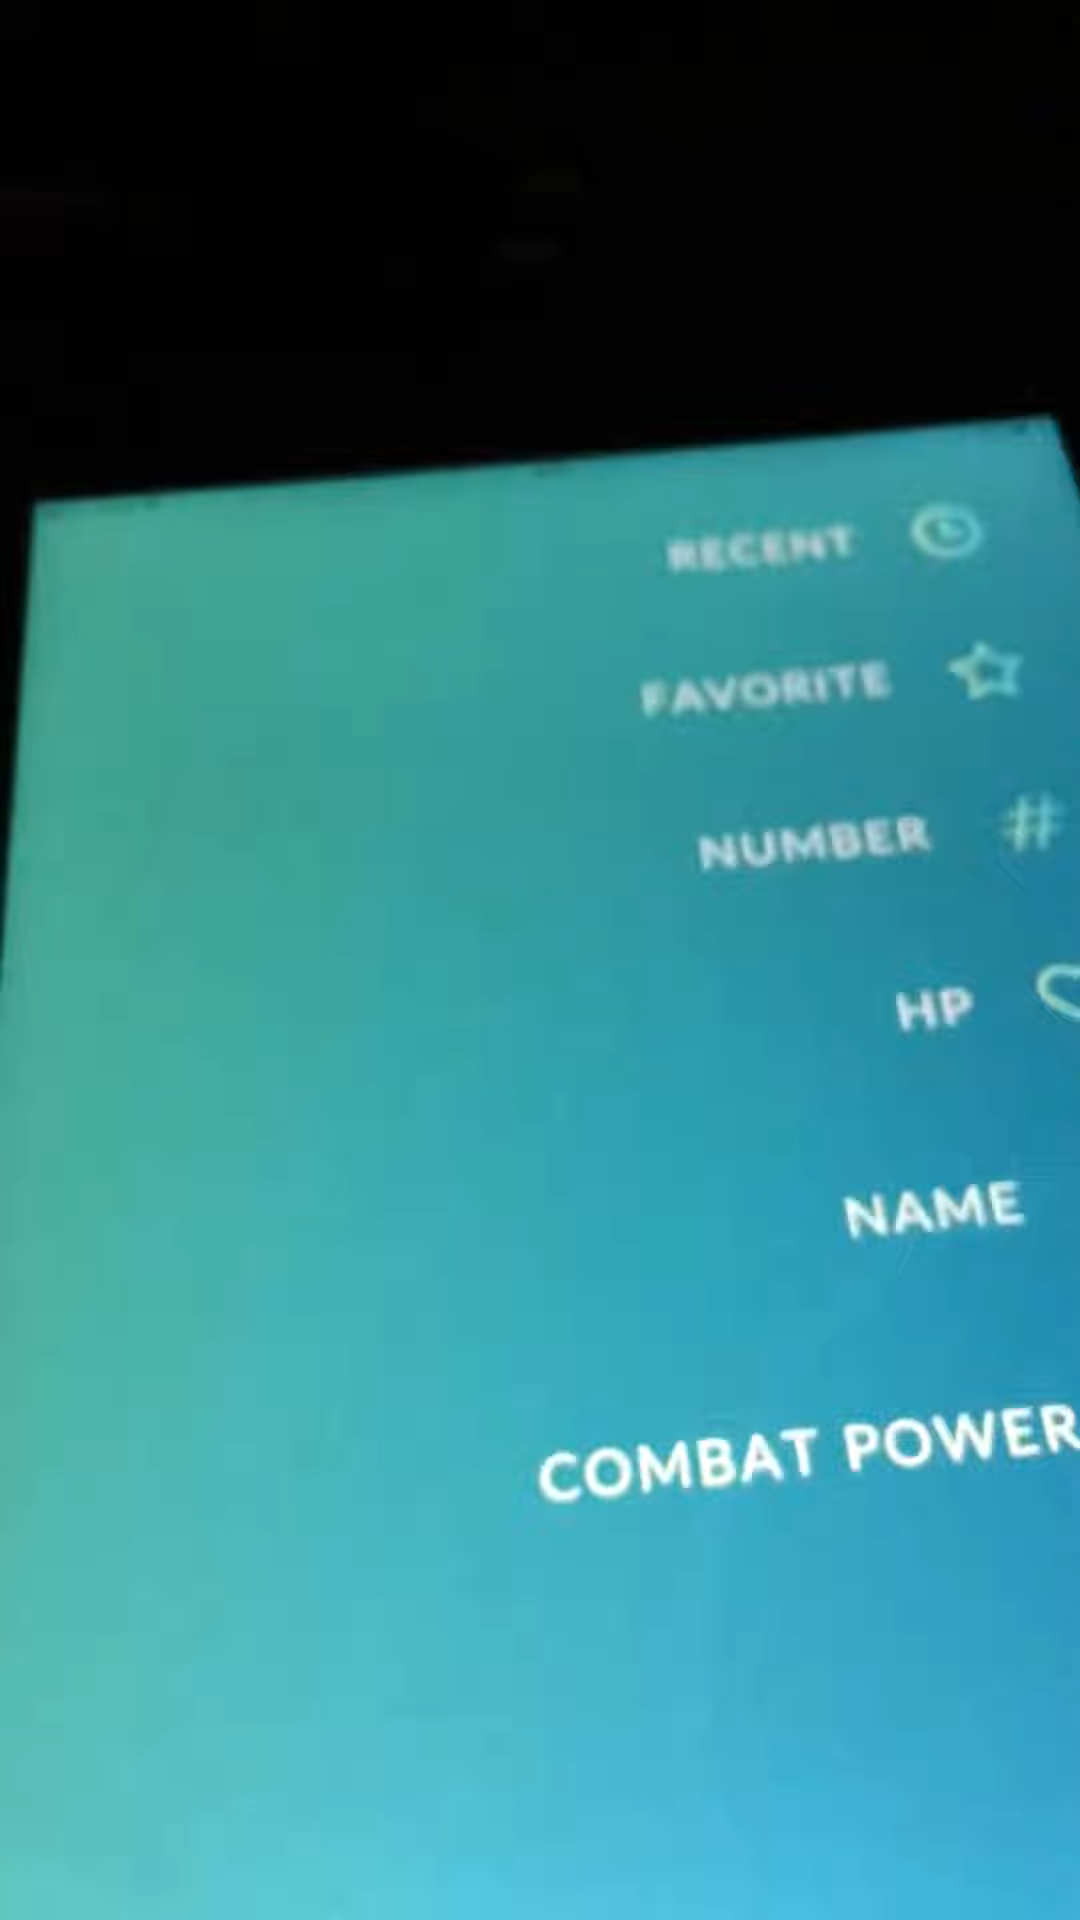 RECENT
FAVORITE
NUMBER #
HP
NAME
COMBAT POWER